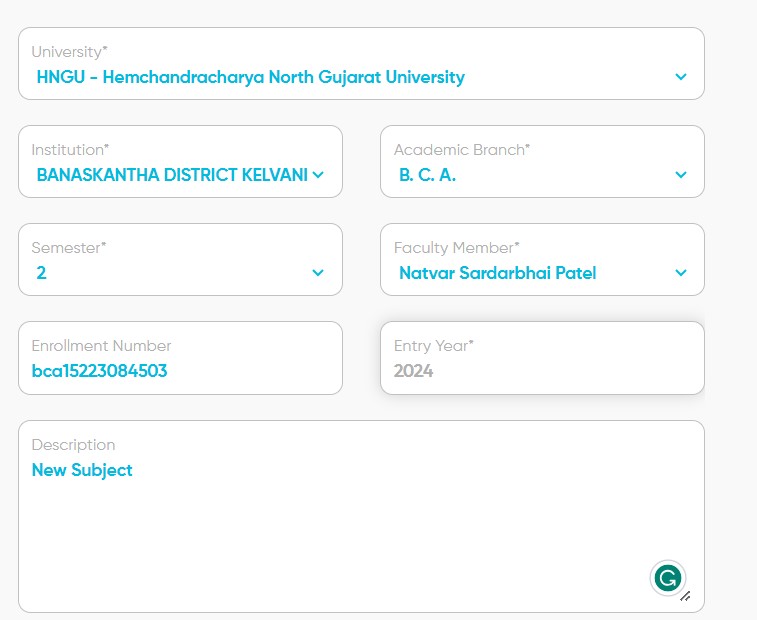 University*
HNGU - Hemchandracharya North Gujarat University
Institution*
BANASKANTHA DISTRICT KELVANI
Academic Branch*
B. C. A.
Semester*
2
Faculty Member*
Natvar Sardarbhai Patel
Enrollment Number
bca15223084503
Entry Year*
2024
Description
New Subject